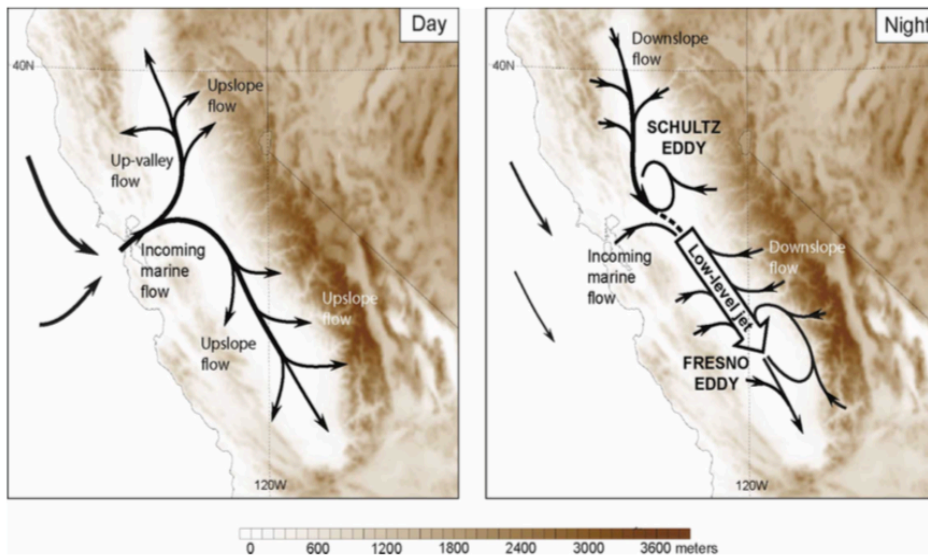 Day
40N
Upslope
flow
Up-valley
flow
Incoming
marine
flow
Upslope
flow
Upslope
flow
120W
Night
40N
Downslope
flow
SCHULTZ
EDDY
Incoming
marine
flow
Downslope
flow
Low-level jet
FRESNO
EDDY
120W
0 600 1200 1800 2400 3000 3600 meters